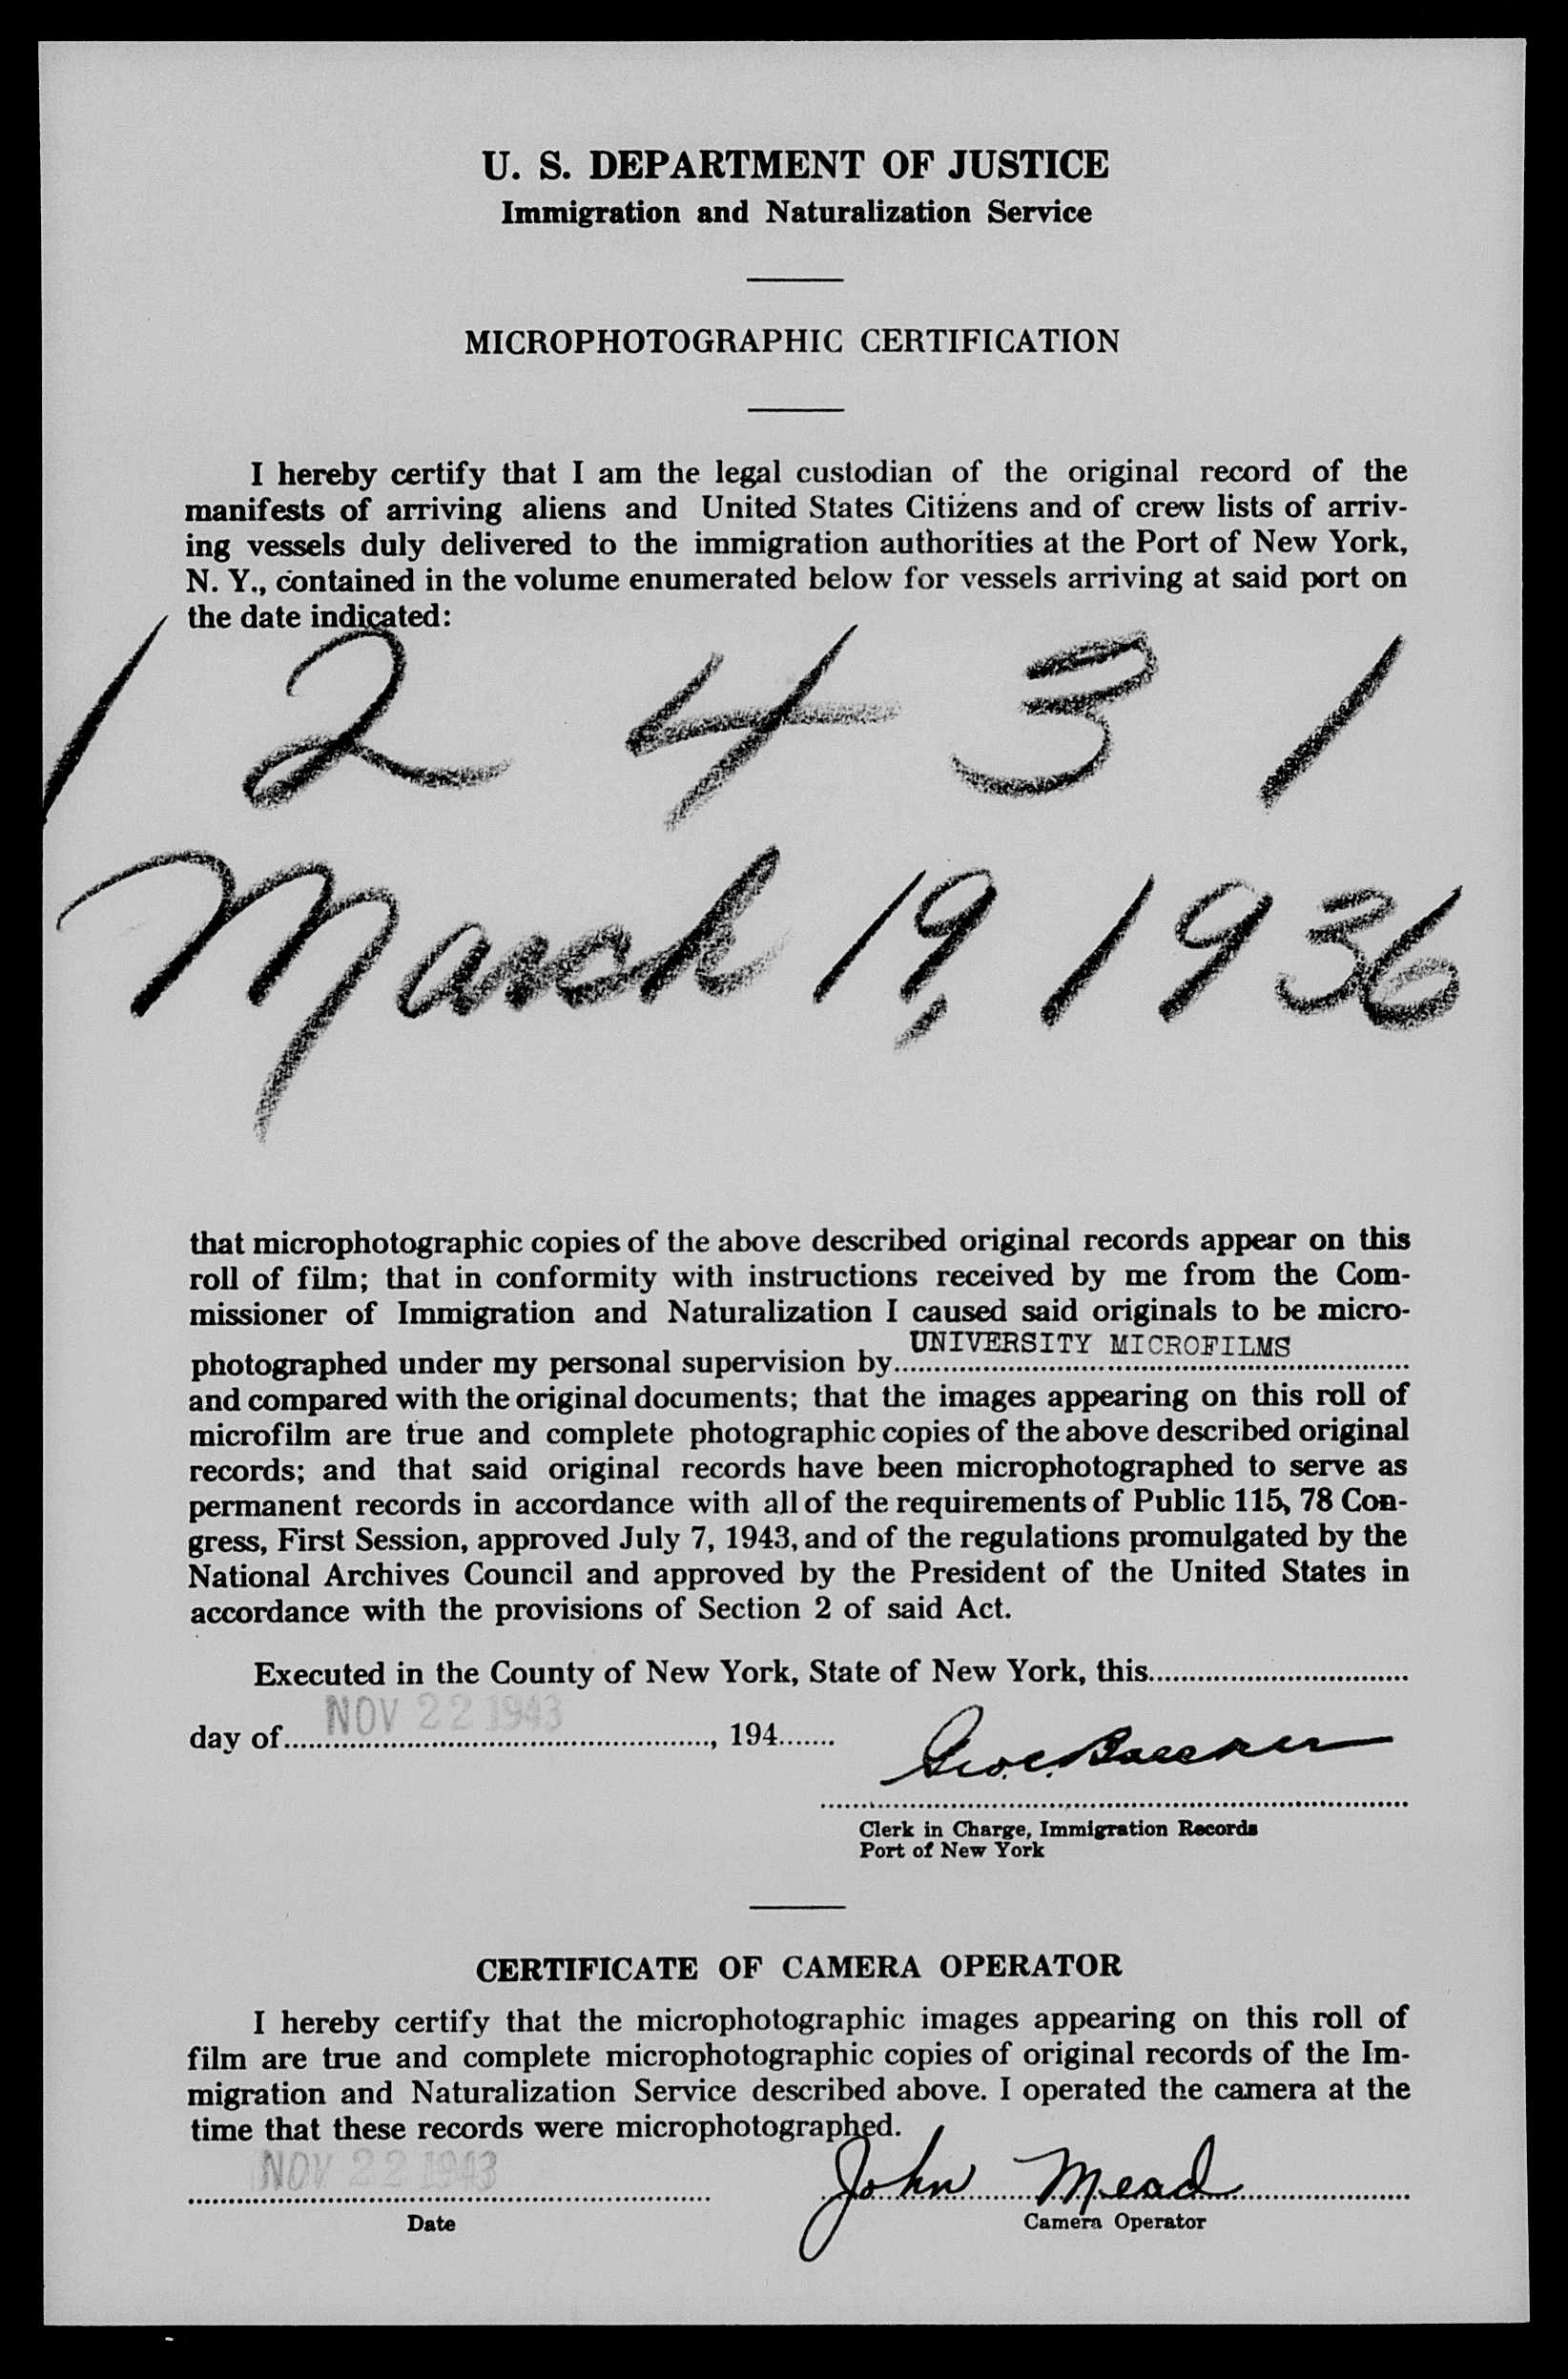 U. S. DEPARTMENT OF JUSTICE
Immigration and Naturalization Service
MICROPHOTOGRAPHIC CERTIFICATION
I hereby certify that I am the legal custodian of the original record of the
manifests of arriving aliens and United States Citizens and of crew lists of arriv-
ing vessels duly delivered to the immigration authorities at the Port of New York,
N. Y., contained in the volume enumerated below for vessels arriving at said port on
the date indicated:
1 2 4 3 1
March 19, 1936
that microphotographic copies of the above described original records appear on this
roll of film; that in conformity with instructions received by me from the Com-
missioner of Immigration and Naturalization I caused said originals to be micro-
photographed under my personal supervision by UNIVERSITY MICROFILMS
and compared with the original documents; that the images appearing on this roll of
microfilm are true and complete photographic copies of the above described original
records; and that said original records have been microphotographed to serve as
permanent records in accordance with all of the requirements of Public 115, 78 Con-
gress, First Session, approved July 7, 1943, and of the regulations promulgated by the
National Archives Council and approved by the President of the United States in
accordance with the provisions of Section 2 of said Act.
Executed in the County of New York, State of New York, this
day of NOV 22 1943, 194
Geo. C.
Clerk in Charge, Immigration Records
Port of New York
CERTIFICATE OF CAMERA OPERATOR
I hereby certify that the microphotographic images appearing on this roll of
film are true and complete microphotographic copies of original records of the Im-
migration and Naturalization Service described above. I operated the camera at the
time that these records were microphotographed.
NOV 22 1943 John Mead
Date Camera Operator